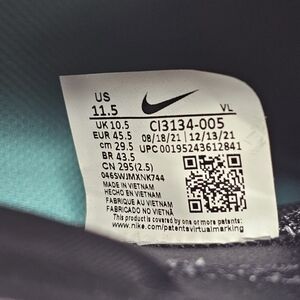 US
11.5
VL
UK 10.5 CI3134-005
EUR 45.5 08/18/21 12/13/21
cm 29.5 UPC 00195243612841
BR 43.5
CN 295(2.5)
0465WJMXNK744
MADE IN VIETNAM
HECHO EN VIETNAM
FABRIQUE AU VIETNAM
FABRICADO NO VIETNÃ
This product is covered by one or more patents:
www.nike.com/patentsvirtualmarking